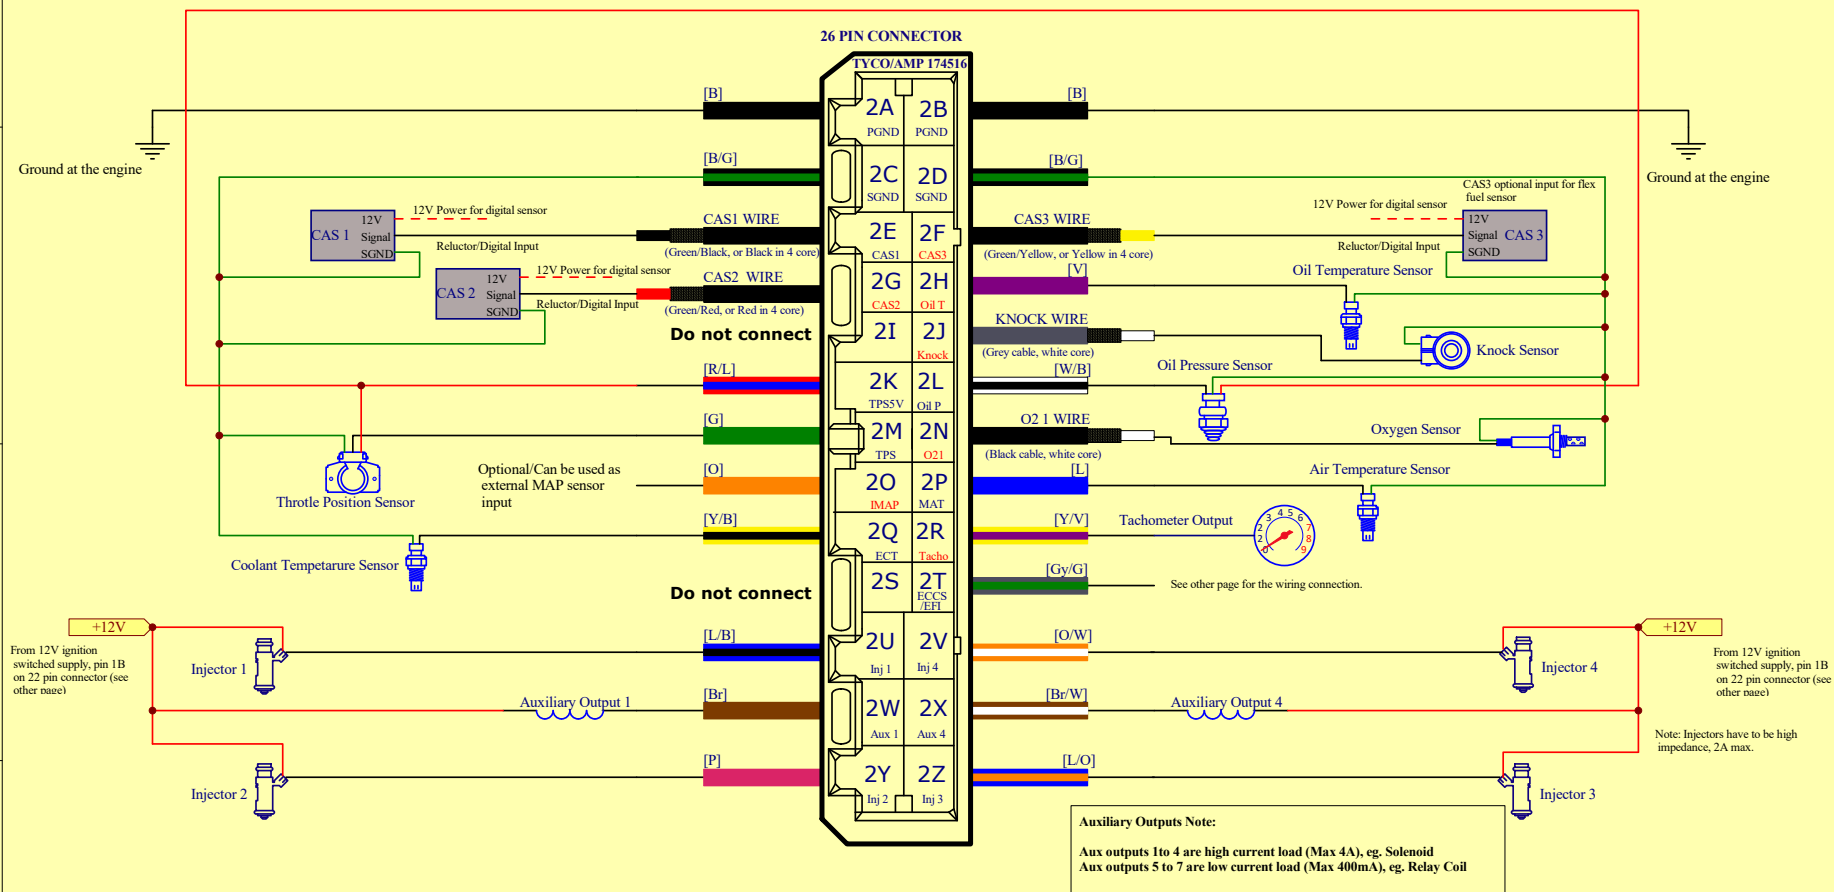 26 PIN CONNECTOR
TYCO/AMP 174516
[B]
2A
PGND
2B
PGND
[B]
Ground at the engine
Ground at the engine
[B/G]
2C
SGND
2D
SGND
[B/G]
CAS 1
12V
Signal
SGND
12V Power for digital sensor
Reluctor/Digital Input
CAS1 WIRE
(Green/Black, or Black in 4 core)
2E
CAS1
2F
CAS3
CAS3 WIRE
(Green/Yellow, or Yellow in 4 core)
CAS3 optional input for flex
fuel sensor
12V Power for digital sensor
Reluctor/Digital Input
12V
Signal
SGND
CAS 3
CAS 2
12V
Signal
SGND
12V Power for digital sensor
Reluctor/Digital Input
CAS2 WIRE
(Green/Red, or Red in 4 core)
2G
CAS2
2H
Oil T
[V]
Oil Temperature Sensor
Do not connect
2I
2J
Knock
KNOCK WIRE
(Grey cable, white core)
Knock Sensor
[R/L]
2K
TPS5V
2L
Oil P
[W/B]
Oil Pressure Sensor
[G]
2M
TPS
2N
O21
O2 1 WIRE
(Black cable, white core)
Oxygen Sensor
Throttle Position Sensor
Optional/Can be used as
external MAP sensor
input
[O]
2O
IMAP
2P
MAT
[L]
Air Temperature Sensor
Coolant Tempetarure Sensor
[Y/B]
2Q
ECT
2R
Tacho
[Y/V]
Tachometer Output
0
2
2
3
4
5
6
7
8
9
Do not connect
2S
2T
ECCS
/EFI
[Gy/G]
See other page for the wiring connection.
+12V
From 12V ignition
switched supply, pin 1B
on 22 pin connector (see
other page)
Injector 1
[L/B]
2U
Inj 1
2V
Inj 4
[O/W]
Injector 4
+12V
From 12V ignition
switched supply, pin 1B
on 22 pin connector (see
other page)
Auxiliary Output 1
[Br]
2W
Aux 1
2X
Aux 4
[Br/W]
Auxiliary Output 4
Note: Injectors have to be high
impedance, 2A max.
Injector 2
[P]
2Y
Inj 2
2Z
Inj 3
[L/O]
Injector 3
Auxiliary Outputs Note:
Aux outputs 1to 4 are high current load (Max 4A), eg. Solenoid
Aux outputs 5 to 7 are low current load (Max 400mA), eg. Relay Coil